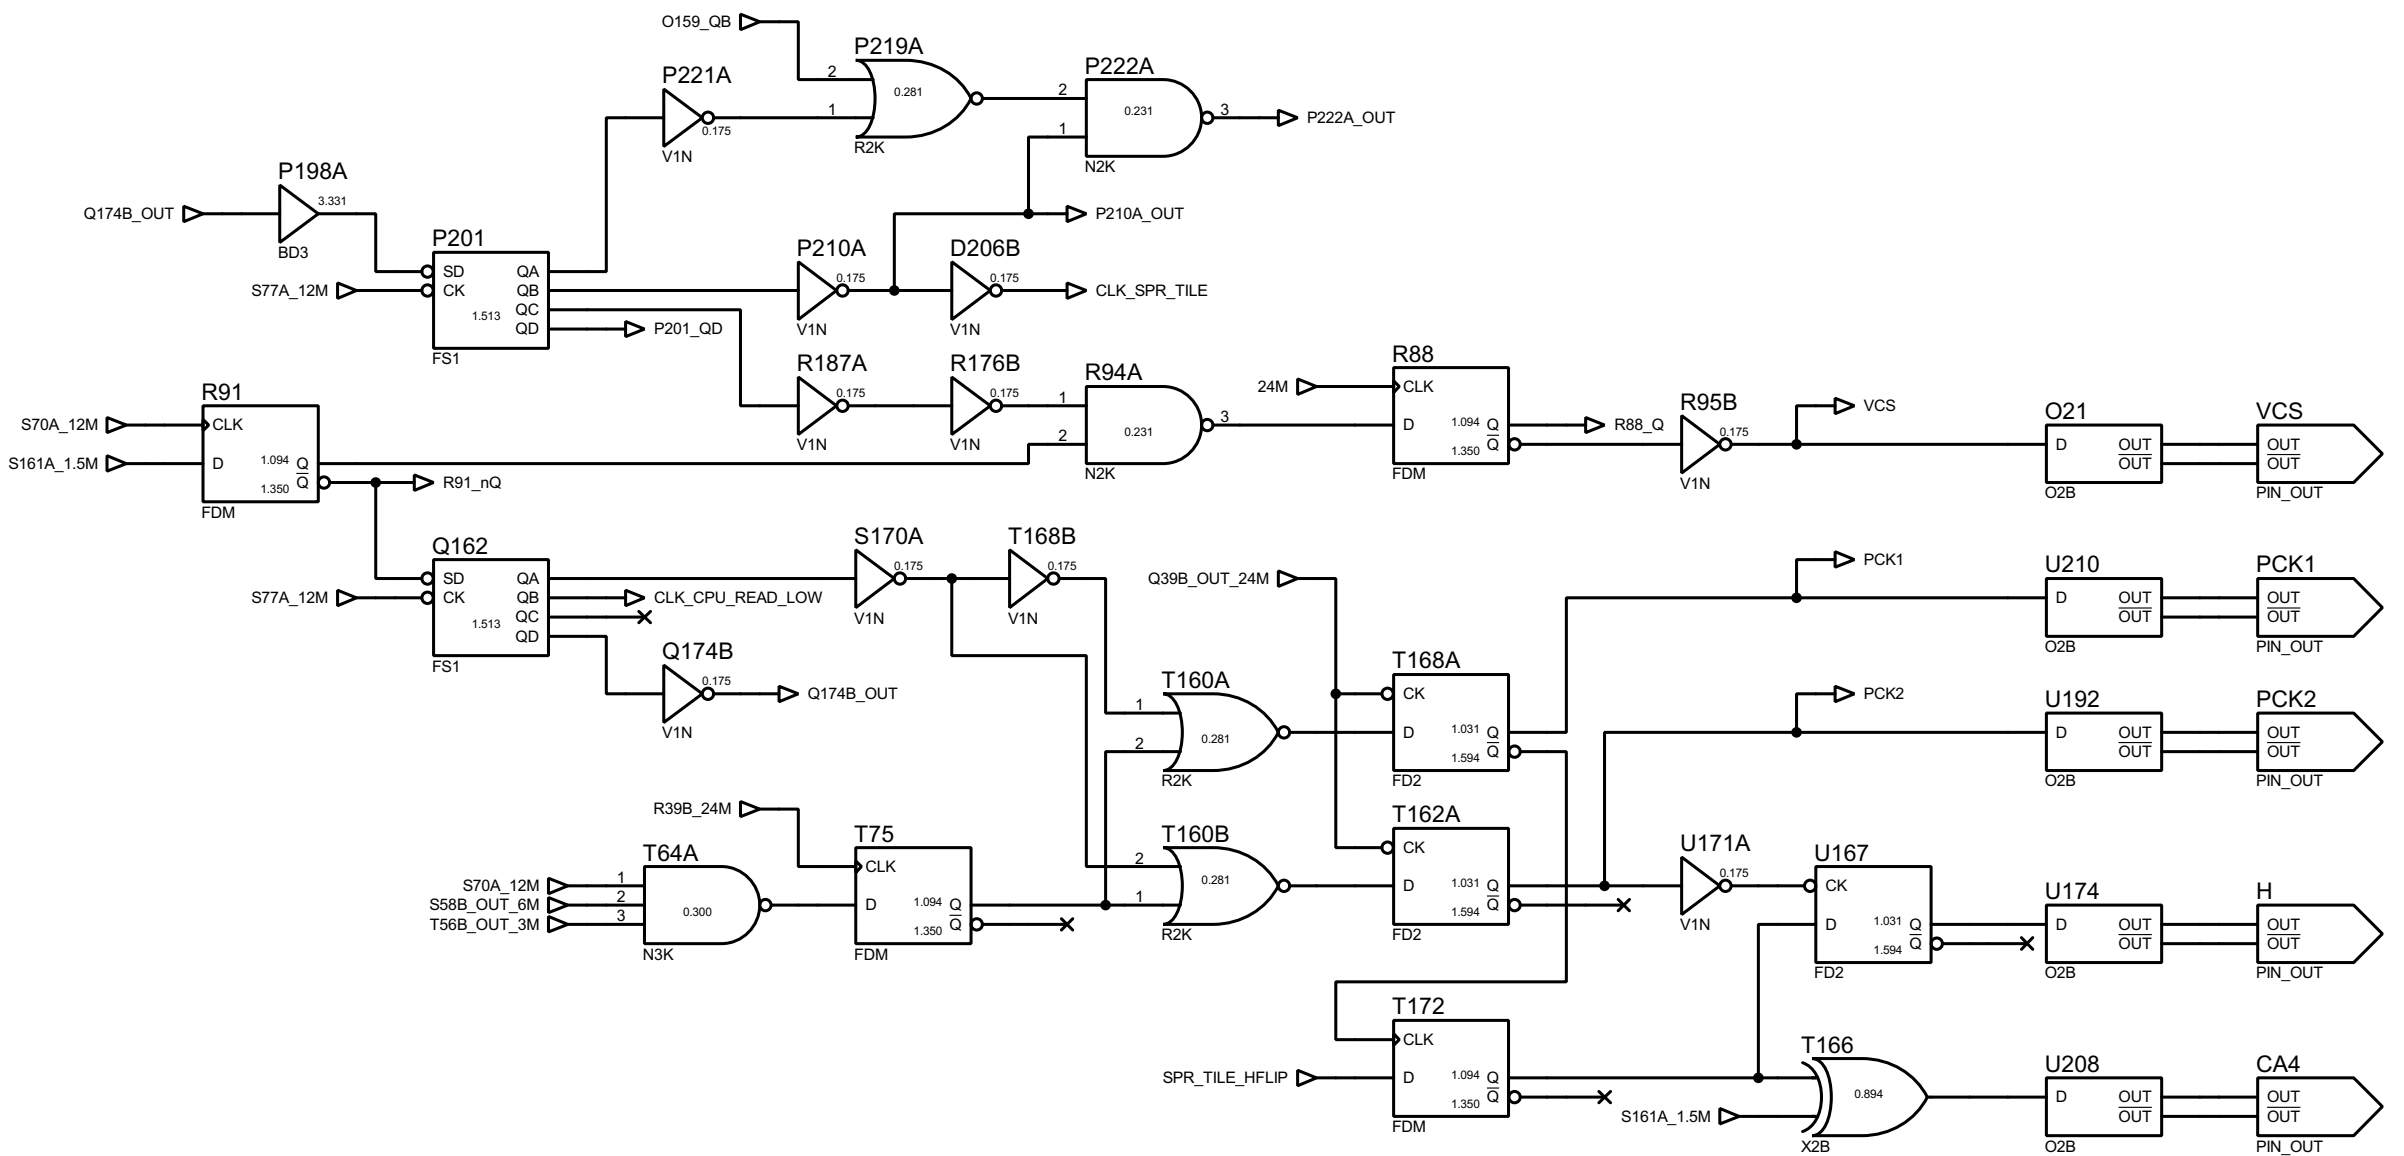 O159_QB
P219A
2
1
0.281
R2K
P221A
0.175
V1N
P222A
2
1
0.231
3
N2K
P222A_OUT
Q174B_OUT
P198A
3.331
BD3
P210A_OUT
P201
SD
CK
QA
QB
QC
QD
1.513
FS1
S77A_12M
P201_QD
P210A
0.175
V1N
D206B
0.175
V1N
CLK_SPR_TILE
R187A
0.175
V1N
R176B
0.175
V1N
R94A
1
2
0.231
3
N2K
R91
S70A_12M
S161A_1.5M
CLK
D
1.094 Q
1.350 Q
FDM
R91_nQ
24M
R88
CLK
D
1.094 Q
1.350 Q
FDM
R88_Q
R95B
0.175
V1N
VCS
O21
D
OUT
OUT
O2B
VCS
OUT
OUT
PIN_OUT
Q162
SD
CK
QA
QB
QC
QD
1.513
FS1
S77A_12M
CLK_CPU_READ_LOW
Q174B
0.175
V1N
Q174B_OUT
S170A
0.175
V1N
T168B
0.175
V1N
Q39B_OUT_24M
T160A
1
2
0.281
R2K
T168A
CK
D
1.031 Q
1.594 Q
FD2
PCK1
U210
D
OUT
OUT
O2B
PCK1
OUT
OUT
PIN_OUT
PCK2
U192
D
OUT
OUT
O2B
PCK2
OUT
OUT
PIN_OUT
R39B_24M
T64A
S70A_12M
S58B_OUT_6M
T56B_OUT_3M
1
2
3
0.300
N3K
T75
CLK
D
1.094 Q
1.350 Q
FDM
T160B
2
1
0.281
R2K
T162A
CK
D
1.031 Q
1.594 Q
FD2
U171A
0.175
V1N
U167
CK
D
1.031 Q
1.594 Q
FD2
U174
D
OUT
OUT
O2B
H
OUT
OUT
PIN_OUT
SPR_TILE_HFLIP
T172
CLK
D
1.094 Q
1.350 Q
FDM
S161A_1.5M
T166
0.894
X2B
U208
D
OUT
OUT
O2B
CA4
OUT
OUT
PIN_OUT